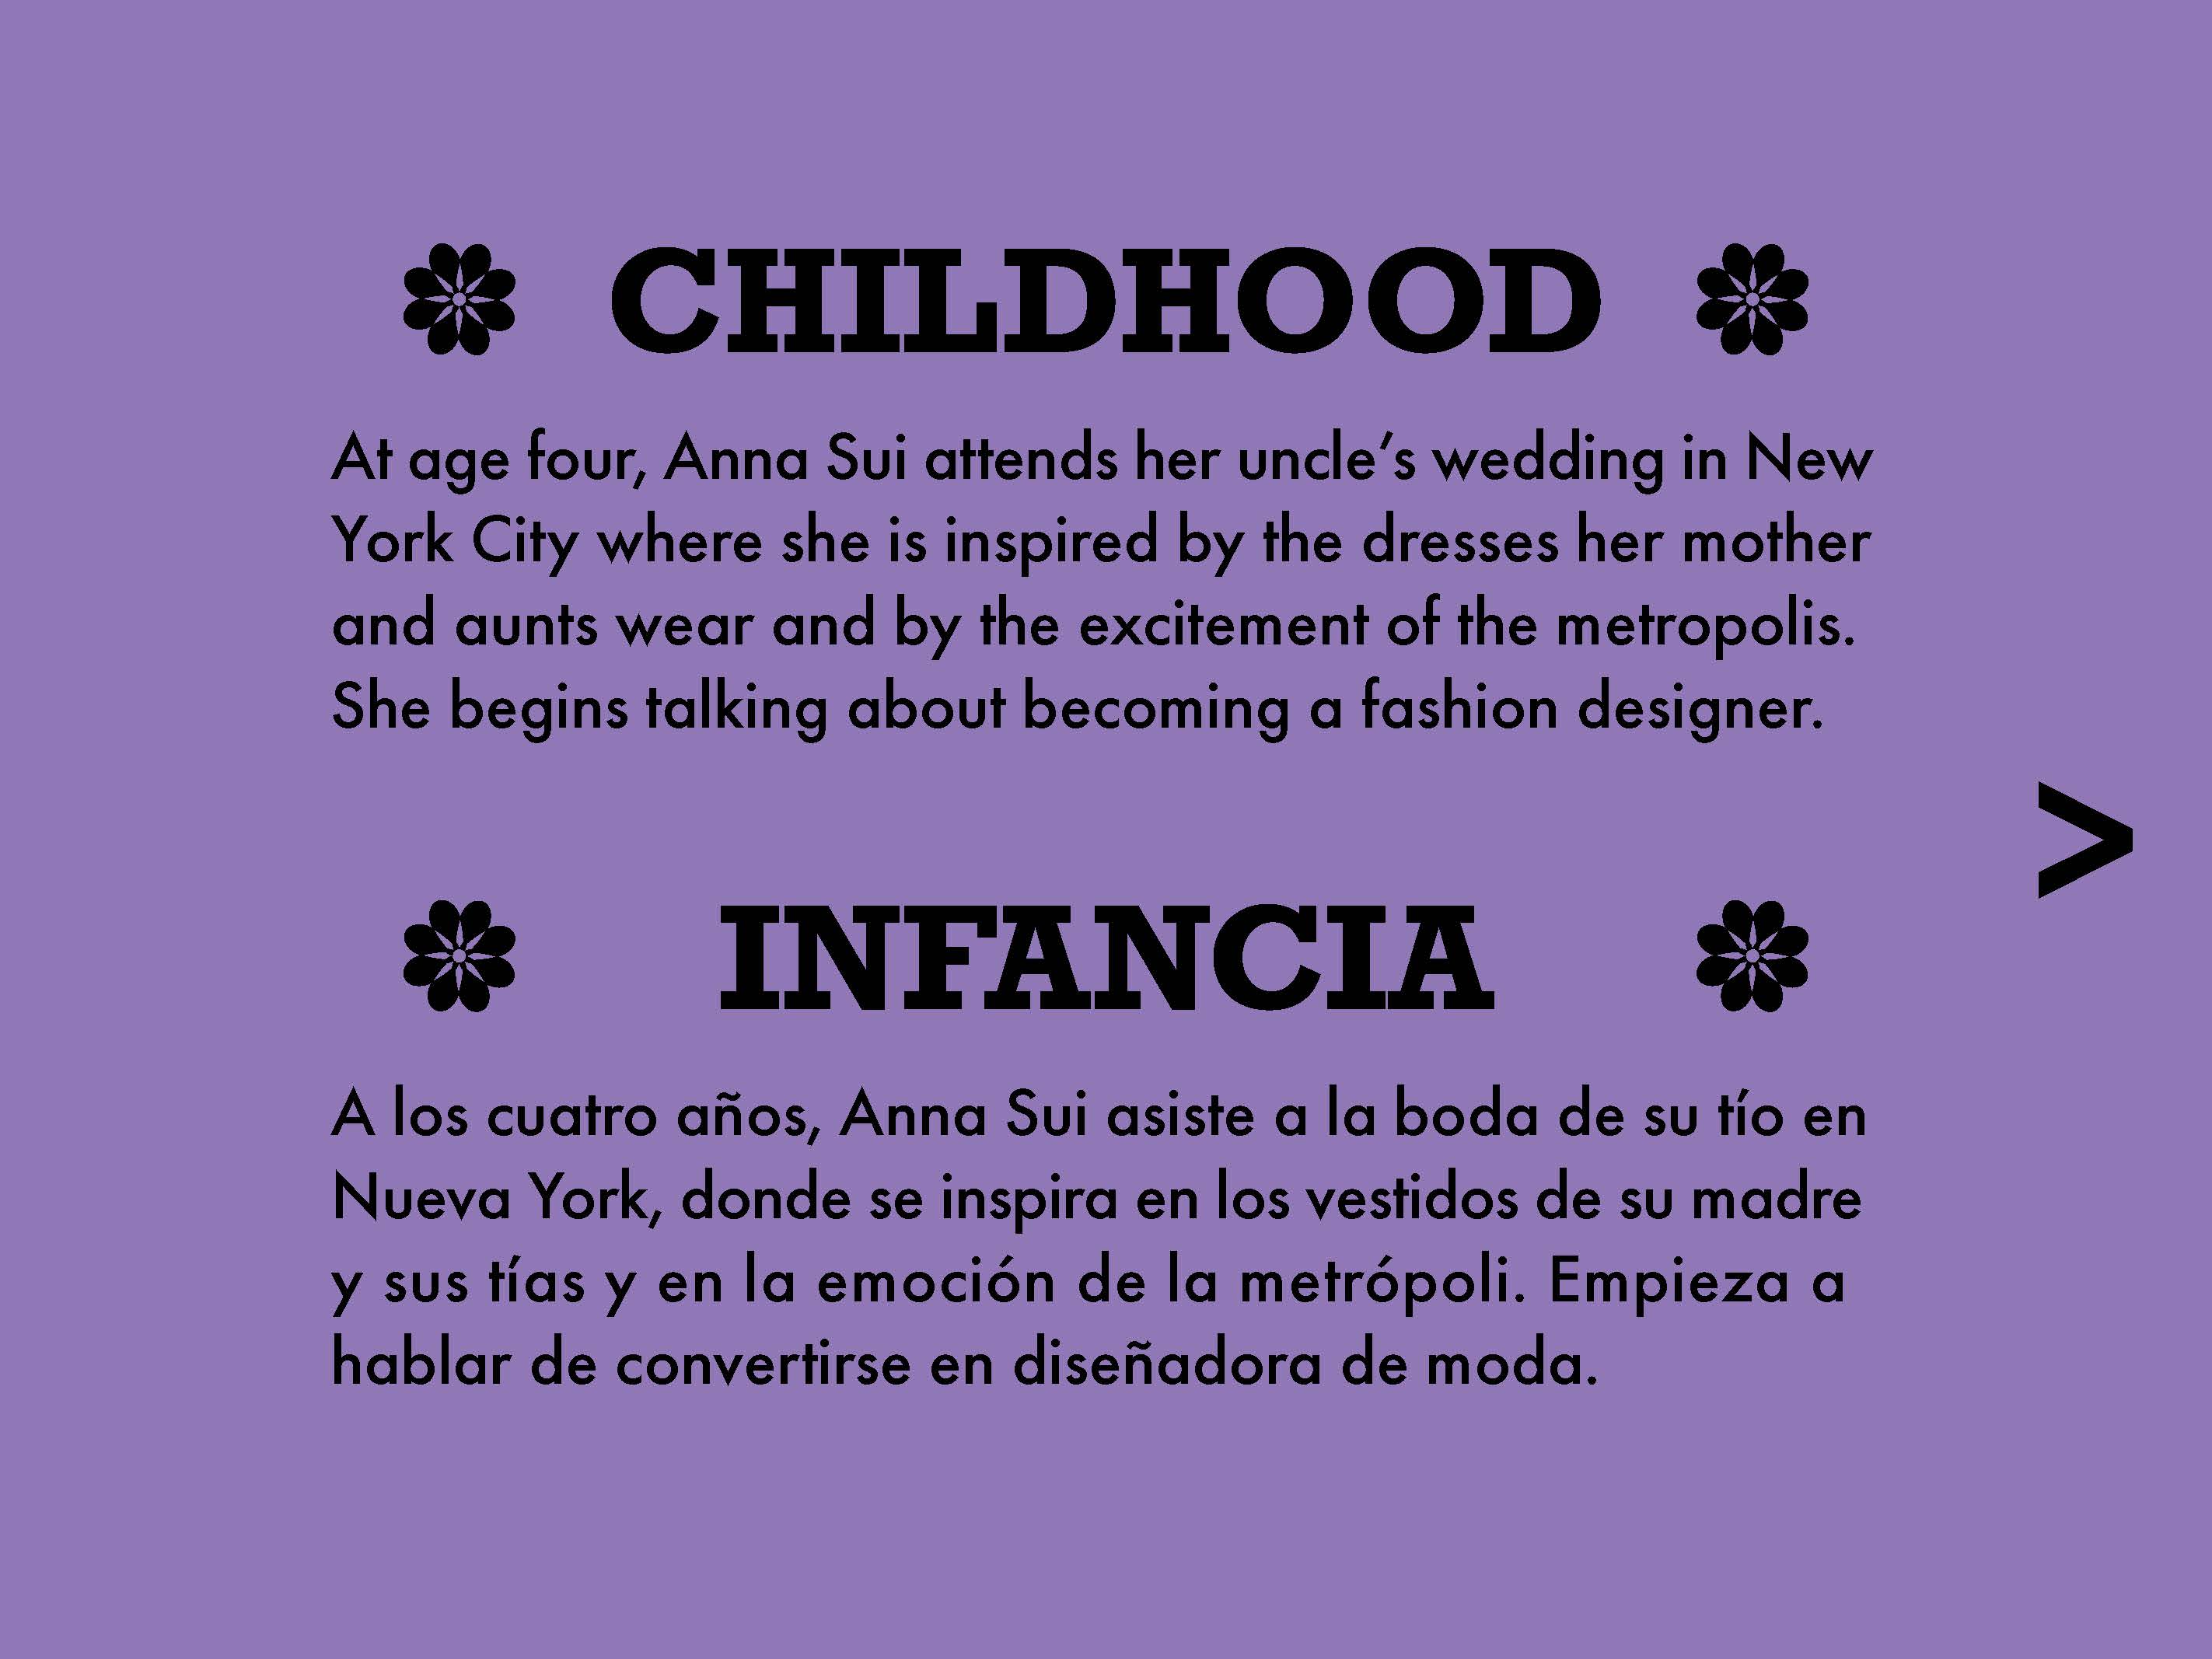 CHILDHOOD
At age four, Anna Sui attends her uncle’s wedding in New
York City where she is inspired by the dresses her mother
and aunts wear and by the excitement of the metropolis.
She begins talking about becoming a fashion designer.
>
INFANCIA
A los cuatro años, Anna Sui asiste a la boda de su tío en
Nueva York, donde se inspira en los vestidos de su madre
y sus tías y en la emoción de la metrópoli. Empieza a
hablar de convertirse en diseñadora de moda.